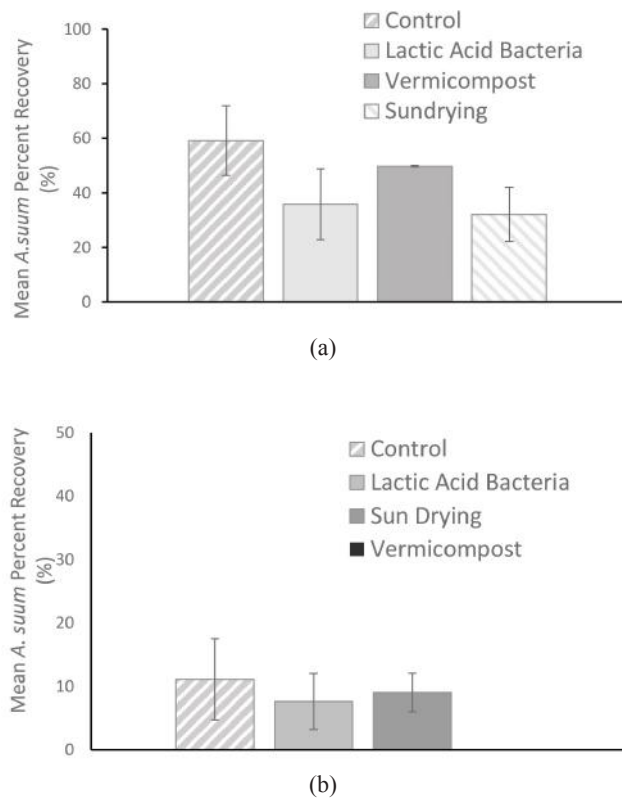 Mean A.suum Percent Recovery
(%)
100
80
60
40
20
0
Control
Lactic Acid Bacteria
Vermicompost
Sundrying
(a)
Mean A. suum Percent Recovery
(%)
50
40
30
20
10
0
Control
Lactic Acid Bacteria
Sun Drying
Vermicompost
(b)